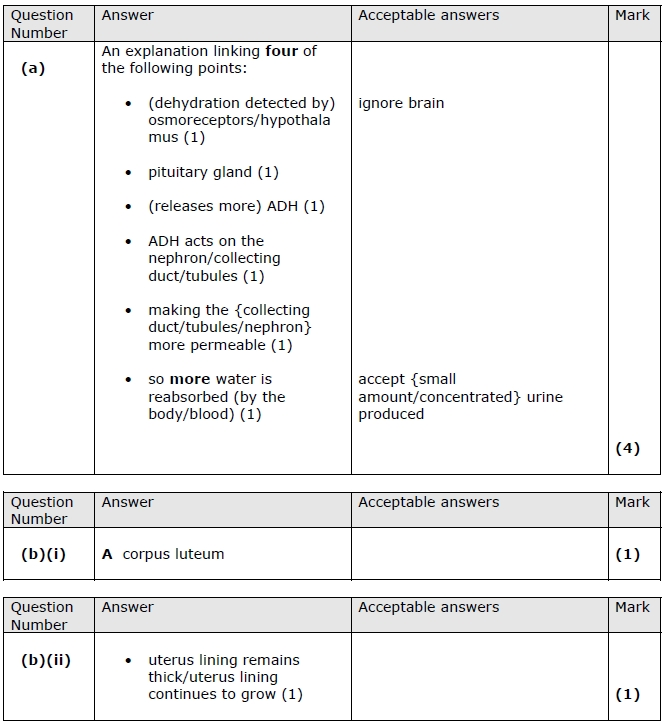 Question Number
Answer
Acceptable answers
Mark
(a)
An explanation linking four of
the following points:
• (dehydration detected by)
osmoreceptors/hypothala
mus (1)
ignore brain
• pituitary gland (1)
• (releases more) ADH (1)
• ADH acts on the
nephron/collecting
duct/tubules (1)
• making the {collecting
duct/tubules/nephron}
more permeable (1)
• so more water is
reabsorbed (by the
body/blood) (1)
accept {small
amount/concentrated} urine
produced
(4)
Question Number
Answer
Acceptable answers
Mark
(b)(i)
A corpus luteum
(1)
Question Number
Answer
Acceptable answers
Mark
(b)(ii)
• uterus lining remains
thick/uterus lining
continues to grow (1)
(1)